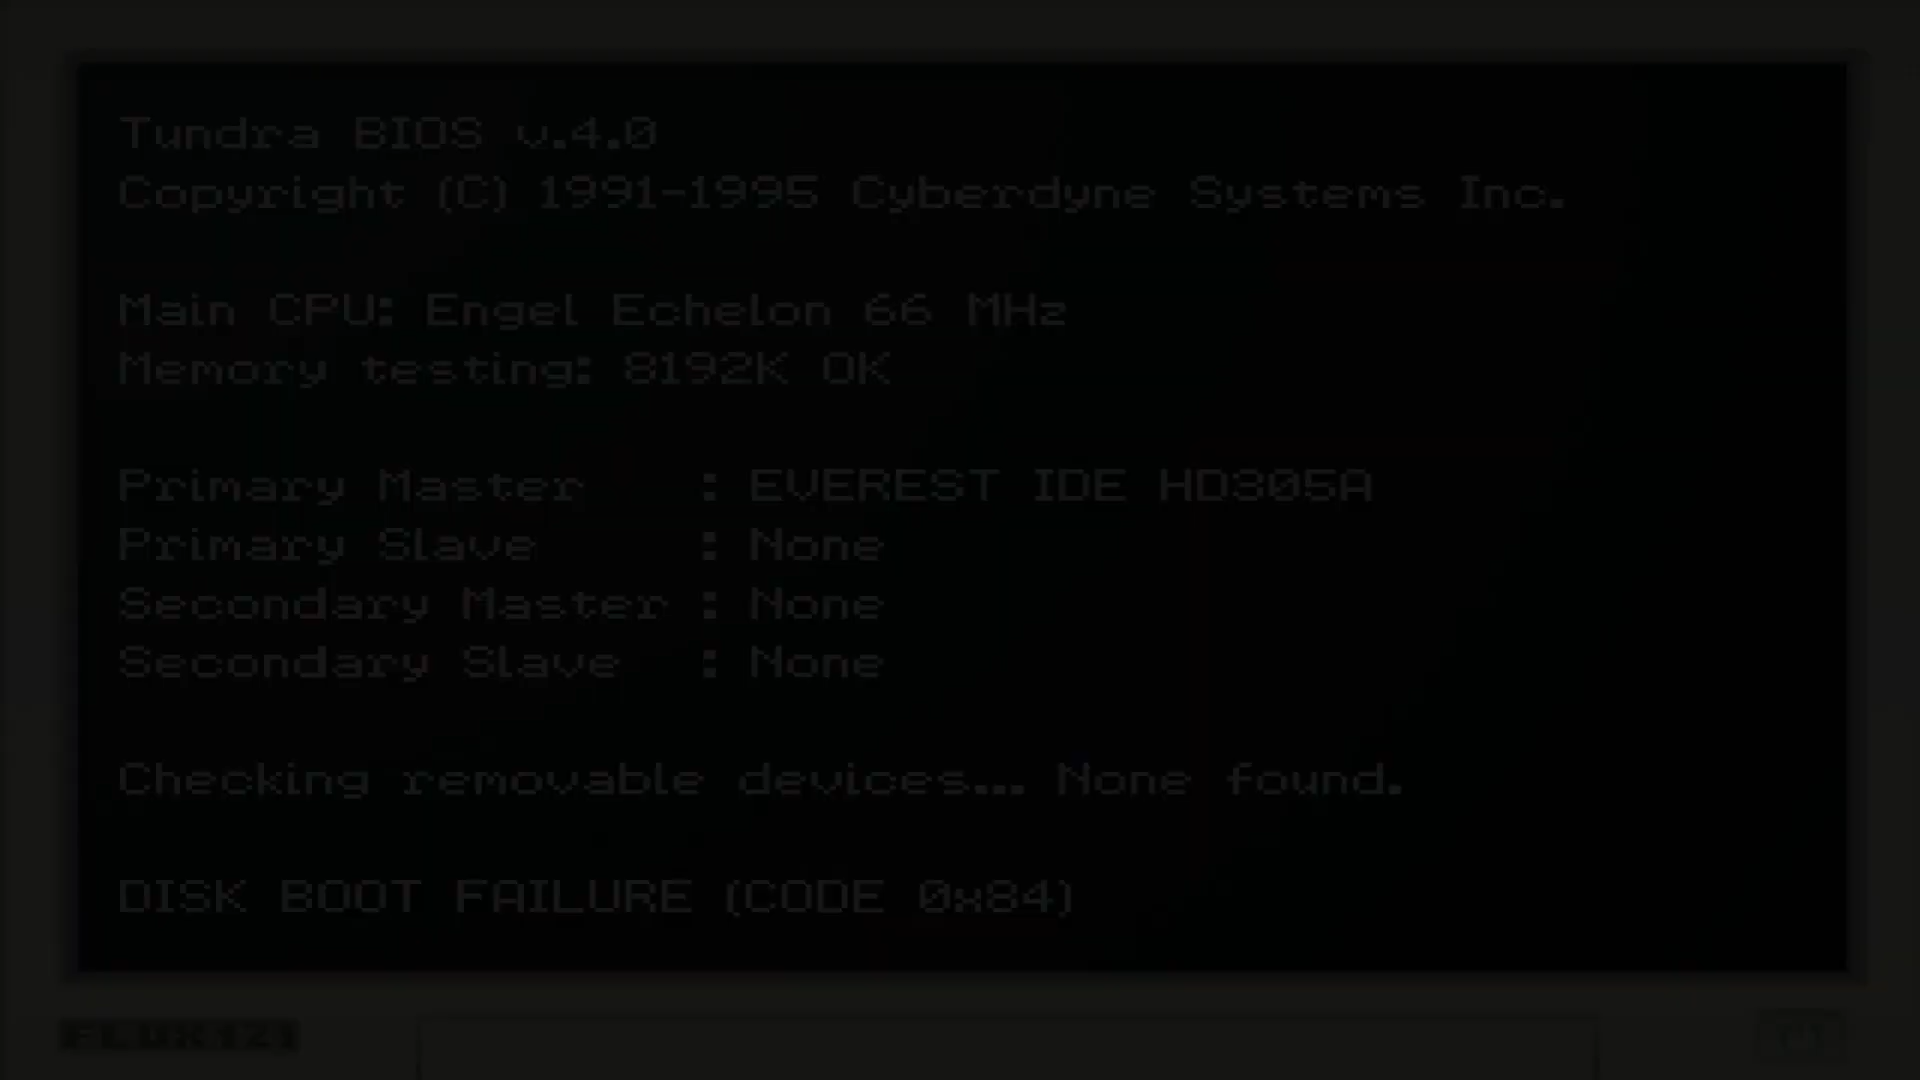 Tundra BIOS v.4.0
Copyright (C) 1991-1995 Cyberdyne Systems Inc.
Main CPU: Engel Echelon 66 MHz
Memory testing: 8192K OK
Primary Master : EVEREST IDE HD305A
Primary Slave : None
Secondary Master : None
Secondary Slave : None
Checking removable devices... None found.
DISK BOOT FAILURE (CODE 0x84)